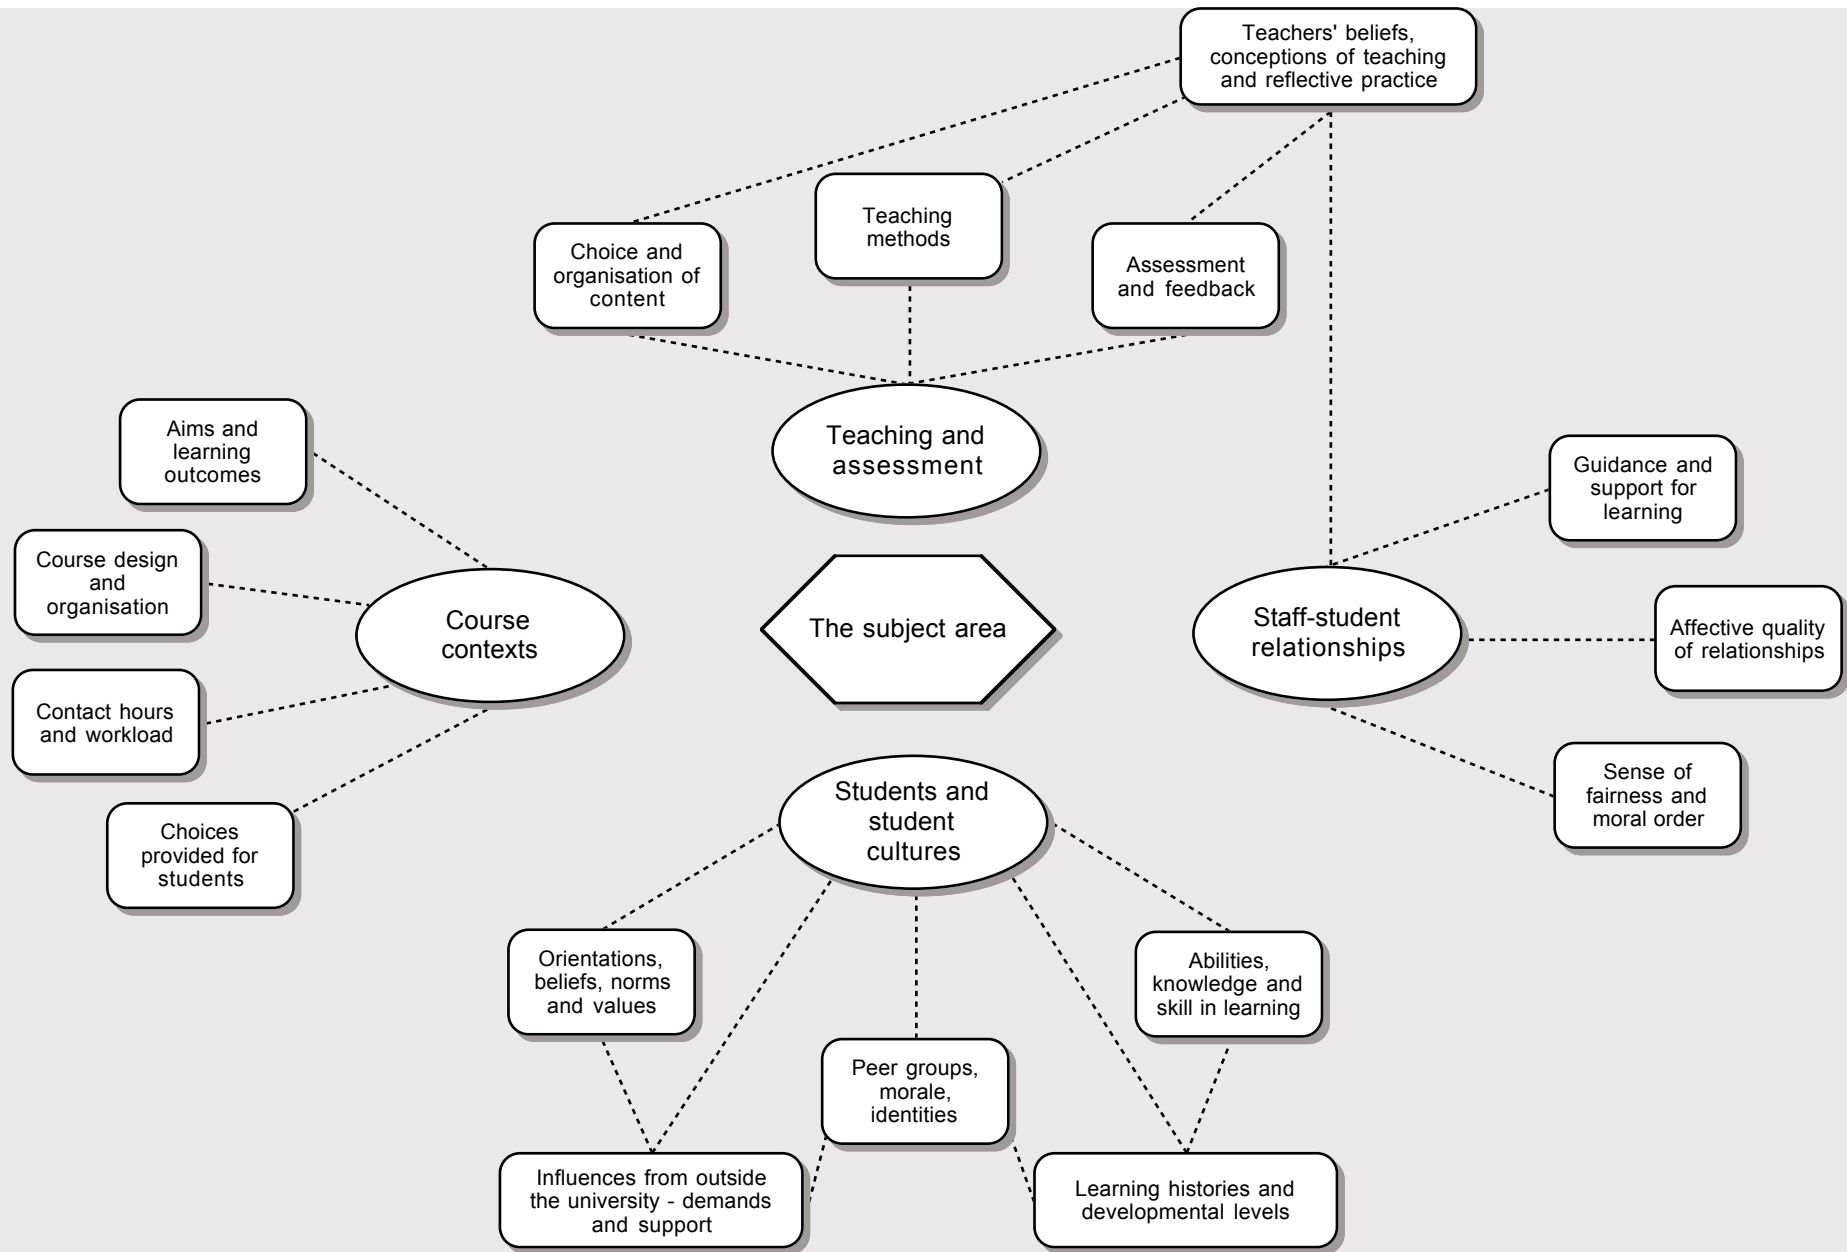 Teachers' beliefs,
conceptions of teaching
and reflective practice
Teaching
methods
Choice and
organisation of
content
Assessment
and feedback
Teaching and
assessment
Aims and
learning
outcomes
Course design
and
organisation
Contact hours
and workload
Choices
provided for
students
Course
contexts
The subject area
Staff-student
relationships
Guidance and
support for
learning
Affective quality
of relationships
Sense of
fairness and
moral order
Students and
student
cultures
Orientations,
beliefs, norms
and values
Abilities,
knowledge and
skill in learning
Peer groups,
morale,
identities
Influences from outside
the university - demands
and support
Learning histories and
developmental levels